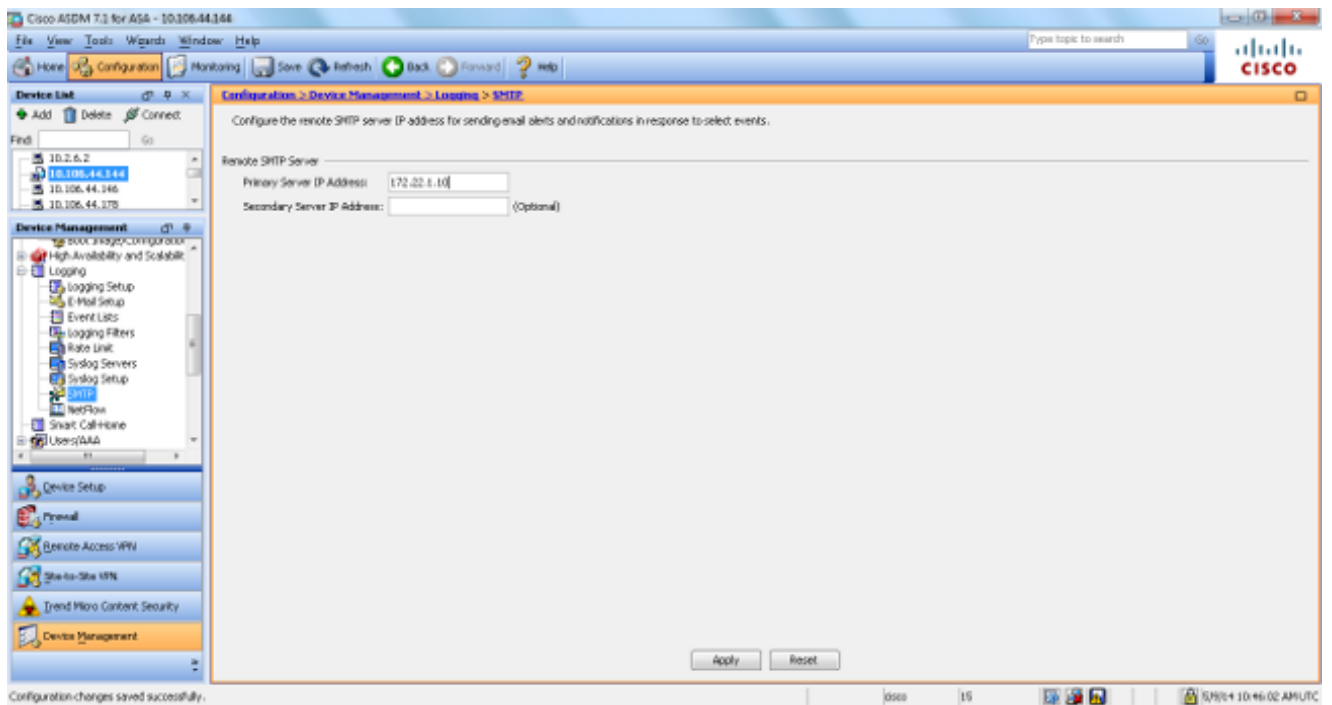 Cisco ASDM 7.1 for ASA - 10.106.44.144
File View Tools Wizards Window Help
Type topic to search Go
Home Configuration Monitoring Save Refresh Back Forward Help
CISCO
Device List
Add Delete Connect
Find: Go
10.2.6.2
10.106.44.144
10.106.44.146
10.106.44.178
Device Management
Boot Image/Configuration
High Availability and Scalabilit
Logging
Logging Setup
E-Mail Setup
Event Lists
Logging Filters
Rate Limit
Syslog Servers
Syslog Setup
SMTP
NetFlow
Smart Call-Home
Users/AAA
Device Setup
Firewall
Remote Access VPN
Site-to-Site VPN
Trend Micro Content Security
Device Management
Configuration > Device Management > Logging > SMTP
Configure the remote SMTP server IP address for sending email alerts and notifications in response to select events.
Remote SMTP Server
Primary Server IP Address: 172.22.1.10
Secondary Server IP Address: (Optional)
Apply Reset
Configuration changes saved successfully.
cisco 15 5/9/14 10:46:02 AM UTC